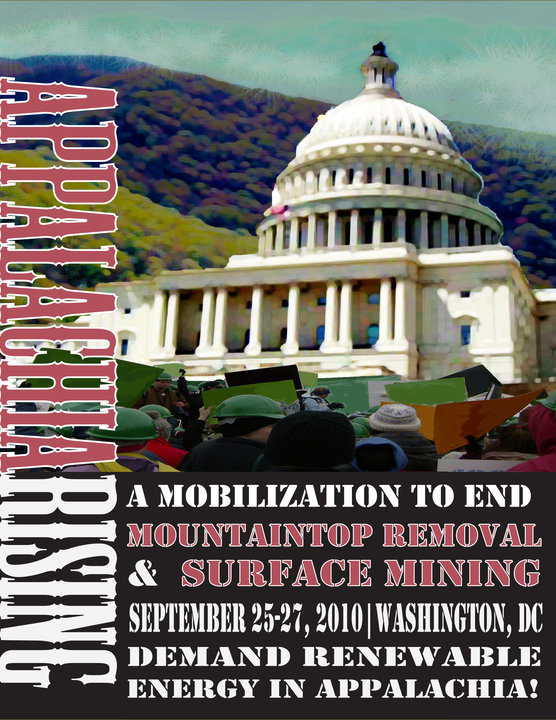 APPALACHIA RISING
A MOBILIZATION TO END
MOUNTAINTOP REMOVAL
& SURFACE MINING
SEPTEMBER 25-27, 2010 | WASHINGTON, DC
DEMAND RENEWABLE
ENERGY IN APPALACHIA!